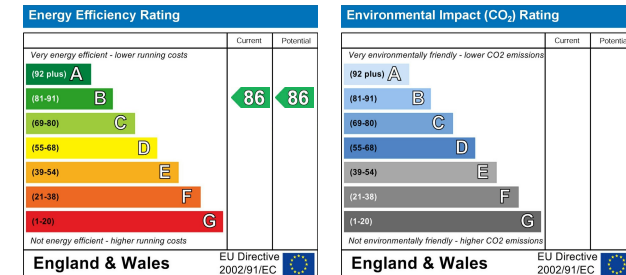 Energy Efficiency Rating
Current Potential
Very energy efficient - lower running costs
(92 plus) A
(81-91) B 86 86
(69-80) C
(55-68) D
(39-54) E
(21-38) F
(1-20) G
Not energy efficient - higher running costs
England & Wales
EU Directive
2002/91/EC
Environmental Impact (CO₂) Rating
Current Potential
Very environmentally friendly - lower CO2 emissions
(92 plus) A
(81-91) B
(69-80) C
(55-68) D
(39-54) E
(21-38) F
(1-20) G
Not environmentally friendly - higher CO2 emissions
England & Wales
EU Directive
2002/91/EC